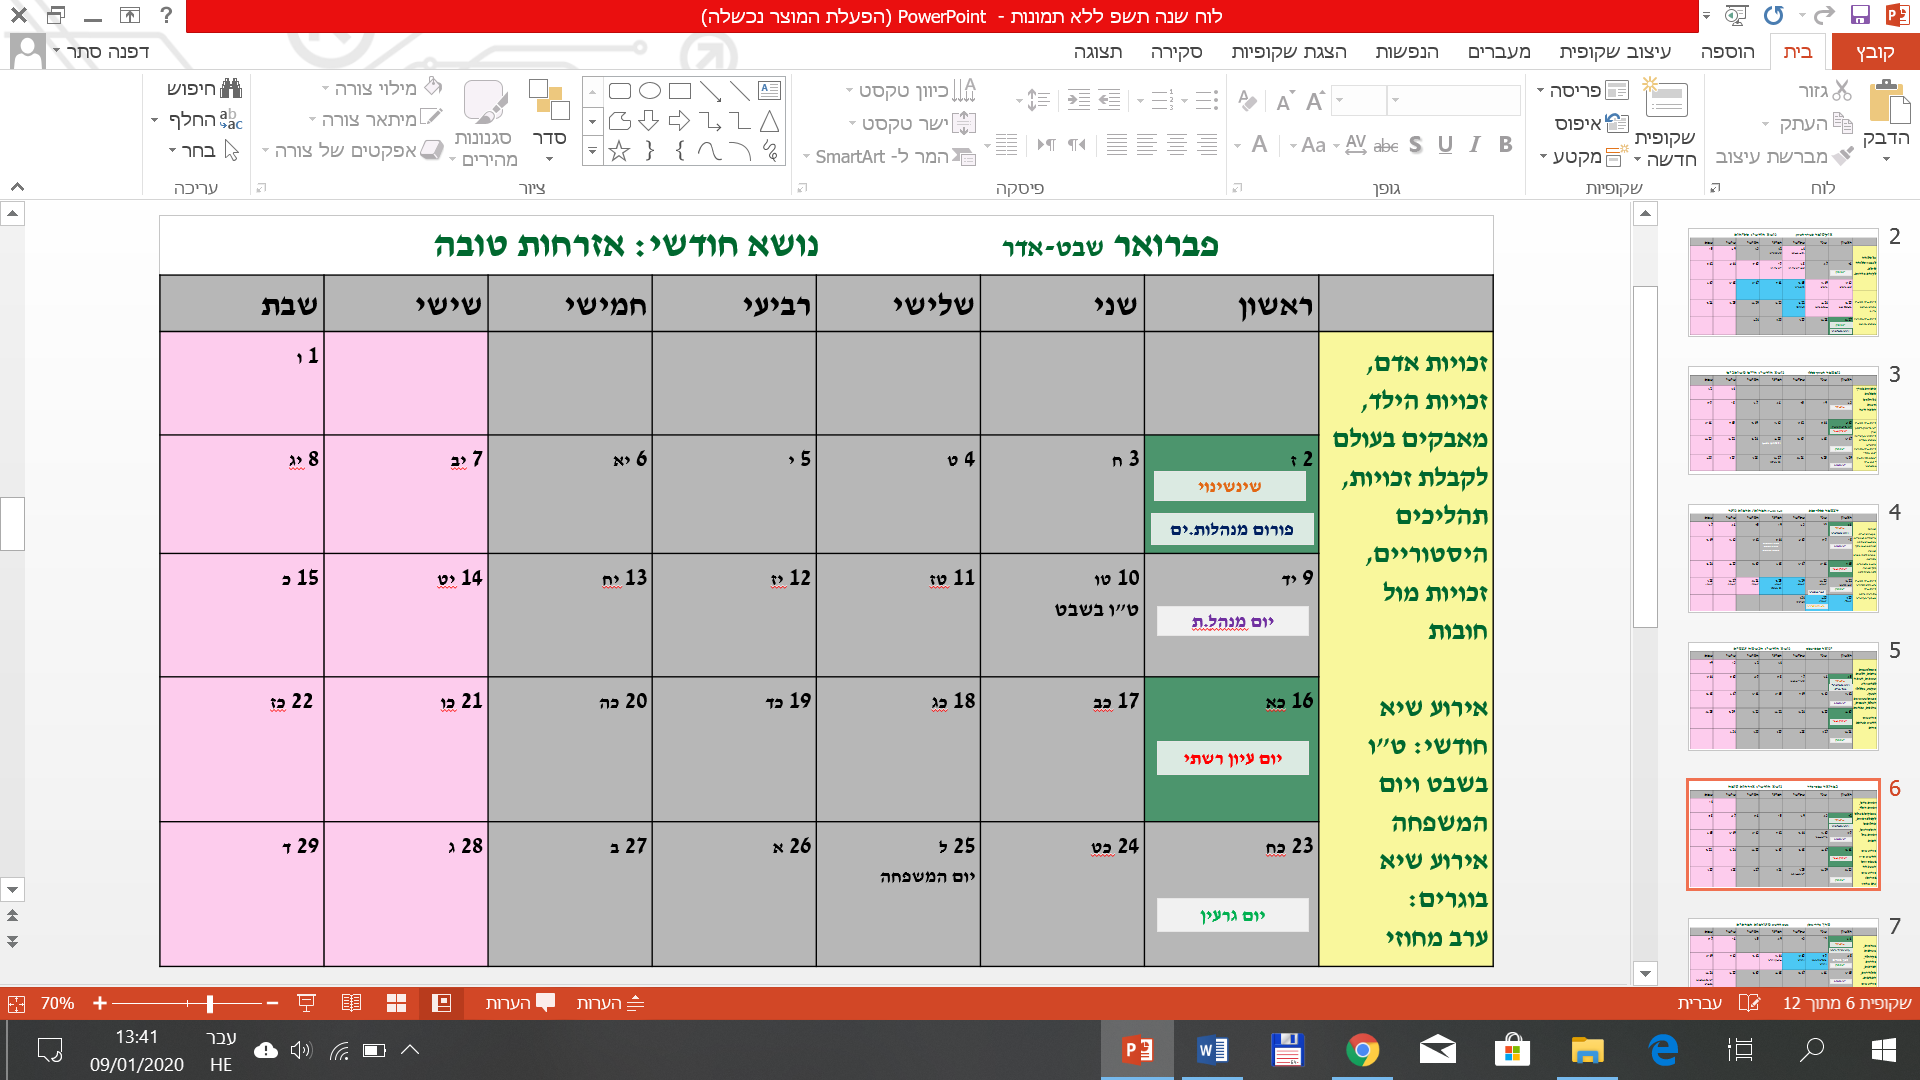 לוח שנה תשפ ללא תמונות - PowerPoint (הפעלת המוצר נכשלה)
קובץ בית הוספה עיצוב שקופית מעברים הנפשות הצגת שקופיות סקירה תצוגה
דפנה סתר
הדבק
גזור
העתק
מברשת עיצוב
לוח
שקופית חדשה
פריסה
איפוס
מקטע
שקופיות
גופן
כיוון טקסט
ישר טקסט
המר ל- SmartArt
פיסקה
סדר
סגנונות מהירים
מילוי צורה
מיתאר צורה
אפקטים של צורה
ציור
חיפוש
החלף
בחר
עריכה
פברואר שבט-אדר נושא חודשי: אזרחות טובה
ראשון שני שלישי רביעי חמישי שישי שבת
זכויות אדם,
זכויות הילד,
מאבקים בעולם
לקבלת זכויות,
תהליכים
היסטוריים,
זכויות מול
חובות
אירוע שיא
חודשי: ט"ו
בשבט ויום
המשפחה
אירוע שיא
בוגרים:
ערב מחוזי
1 ו
2 ז 3 ח 4 ט 5 י 6 יא 7 יב 8 יג
שינשינוי
פורום מנהלות.ים
9 יד 10 טו 11 טז 12 יז 13 יח 14 יט 15 כ
ט"ו בשבט
יום מנהל.ת
16 כא 17 כב 18 כג 19 כד 20 כה 21 כו 22 כז
יום עיון רשתי
23 כח 24 כט 25 ל 26 א 27 ב 28 ג 29 ד
יום המשפחה
יום גרעין
2
3
4
5
6
7
שקופית 6 מתוך 12 עברית הערות הערות 70%
13:41
09/01/2020
עבר
HE